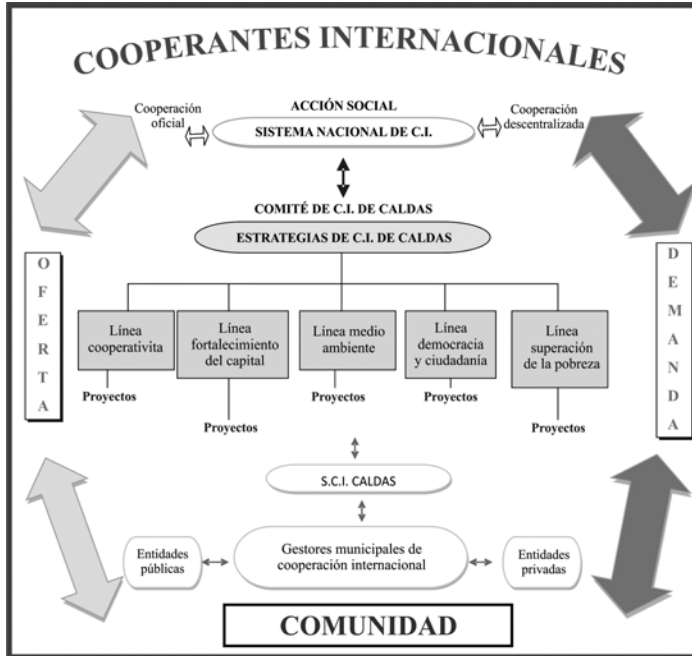 COOPERANTES INTERNACIONALES
ACCIÓN SOCIAL
Cooperación
oficial
SISTEMA NACIONAL DE C.I.
Cooperación
descentralizada
COMITÉ DE C.I. DE CALDAS
ESTRATEGIAS DE C.I. DE CALDAS
OFERTA
DEMANDA
Línea
cooperativita
Línea
fortalecimiento
del capital
Línea medio
ambiente
Línea
democracia
y ciudadanía
Línea
superación
de la pobreza
Proyectos
Proyectos
Proyectos
Proyectos
Proyectos
S.C.I. CALDAS
Entidades
públicas
Gestores municipales de
cooperación internacional
Entidades
privadas
COMUNIDAD